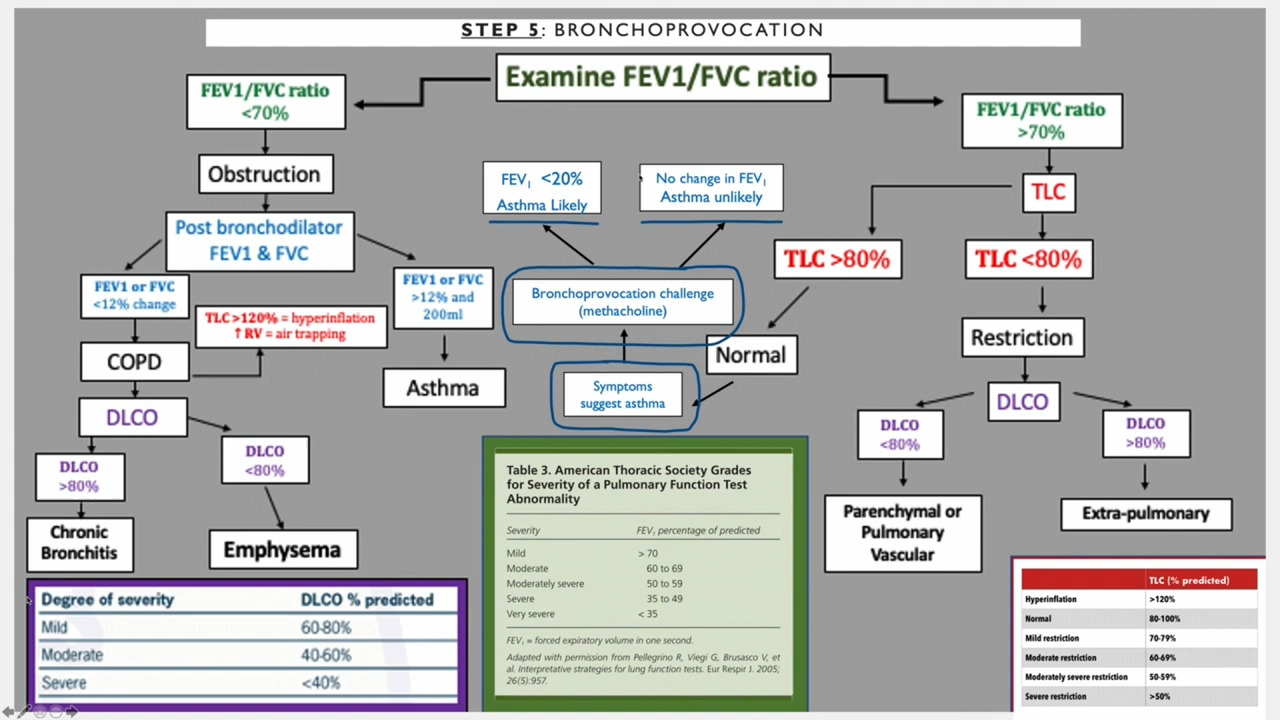 STEP 5: BRONCHOPROVOCATION
Examine FEV1/FVC ratio
FEV1/FVC ratio
<70%
Obstruction
Post bronchodilator
FEV1 & FVC
FEV1 or FVC
<12% change
FEV1 or FVC
>12% and
200ml
TLC >120% = hyperinflation
↑ RV = air trapping
COPD
Asthma
DLCO
DLCO
>80%
DLCO
<80%
Chronic
Bronchitis
Emphysema
FEV₁ <20%
Asthma Likely
No change in FEV₁
Asthma unlikely
Bronchoprovocation challenge
(methacholine)
Symptoms
suggest asthma
FEV1/FVC ratio
>70%
TLC
TLC >80%
TLC <80%
Normal
Restriction
DLCO
DLCO
<80%
DLCO
>80%
Parenchymal or
Pulmonary
Vascular
Extra-pulmonary
Degree of severity DLCO % predicted
Mild 60-80%
Moderate 40-60%
Severe <40%
Table 3. American Thoracic Society Grades
for Severity of a Pulmonary Function Test
Abnormality
Severity FEV₁ percentage of predicted
Mild > 70
Moderate 60 to 69
Moderately severe 50 to 59
Severe 35 to 49
Very severe < 35
FEV₁ = forced expiratory volume in one second.
Adapted with permission from Pellegrino R, Viegi G, Brusasco V, et
al. Interpretative strategies for lung function tests. Eur Respir J. 2005;
26(5):957.
TLC (% predicted)
Hyperinflation >120%
Normal 80-100%
Mild restriction 70-79%
Moderate restriction 60-69%
Moderately severe restriction 50-59%
Severe restriction >50%